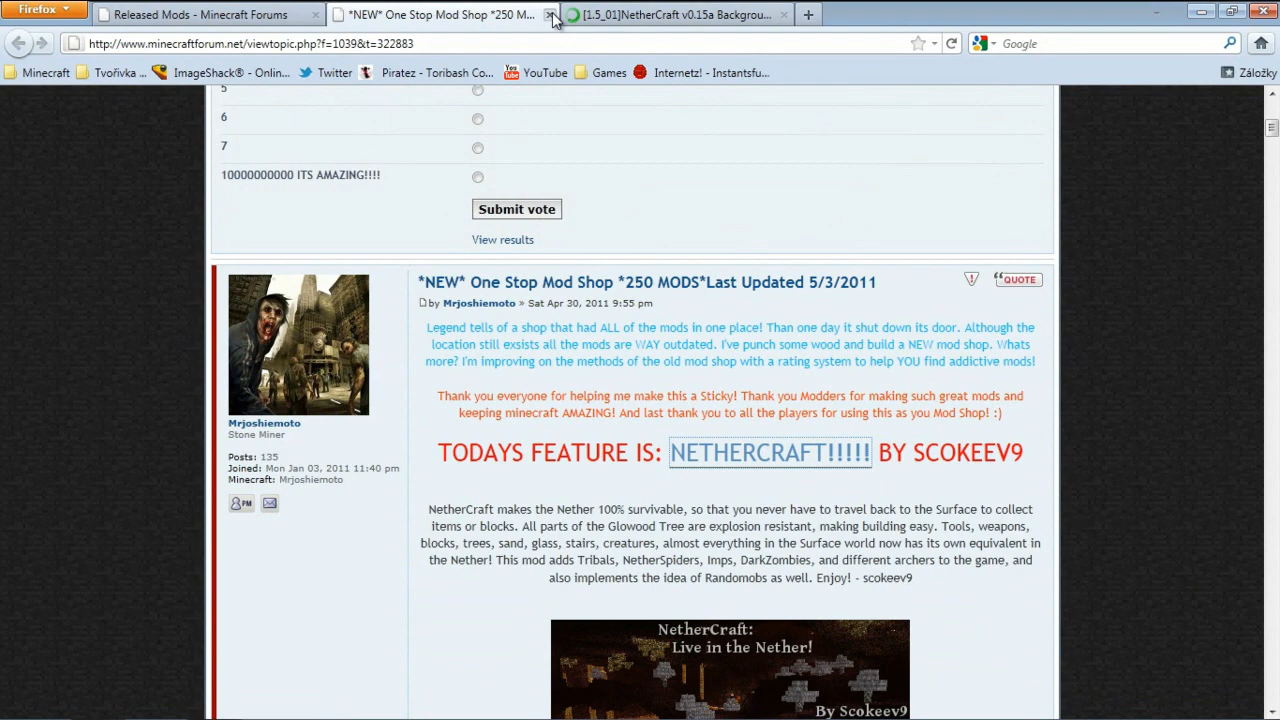 Firefox
Released Mods - Minecraft Forums
*NEW* One Stop Mod Shop *250 M...
[1.5_01]NetherCraft v0.15a Backgrou...
http://www.minecraftforum.net/viewtopic.php?f=1039&t=322883
Google
Minecraft
Tvořivka ...
ImageShack® - Onlin...
Twitter
Piratez - Toribash Co...
YouTube
Games
Internetz! - Instantsfu...
Záložky
5
6
7
10000000000 ITS AMAZING!!!!
Submit vote
View results
*NEW* One Stop Mod Shop *250 MODS*Last Updated 5/3/2011
QUOTE
by Mrjoshiemoto » Sat Apr 30, 2011 9:55 pm
Legend tells of a shop that had ALL of the mods in one place! Than one day it shut down its door. Although the
location still exsists all the mods are WAY outdated. I've punch some wood and build a NEW mod shop. Whats
more? I'm improving on the methods of the old mod shop with a rating system to help YOU find addictive mods!
Thank you everyone for helping me make this a Sticky! Thank you Modders for making such great mods and
keeping minecraft AMAZING! And last thank you to all the players for using this as you Mod Shop! :)
Mrjoshiemoto
Stone Miner
Posts: 135
Joined: Mon Jan 03, 2011 11:40 pm
Minecraft: Mrjoshiemoto
PM
TODAYS FEATURE IS: NETHERCRAFT!!!!! BY SCOKEEV9
NetherCraft makes the Nether 100% survivable, so that you never have to travel back to the Surface to collect
items or blocks. All parts of the Glowood Tree are explosion resistant, making building easy. Tools, weapons,
blocks, trees, sand, glass, stairs, creatures, almost everything in the Surface world now has its own equivalent in
the Nether! This mod adds Tribals, NetherSpiders, Imps, DarkZombies, and different archers to the game, and
also implements the idea of Randomobs as well. Enjoy! - scokeev9
NetherCraft:
Live in the Nether!
By Scokeev9